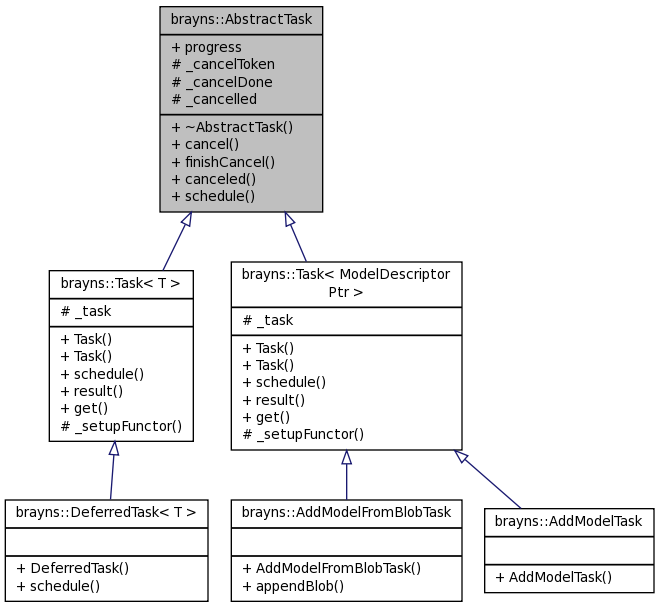 brayns::AbstractTask
+ progress
# _cancelToken
# _cancelDone
# _cancelled
+ ~AbstractTask()
+ cancel()
+ finishCancel()
+ canceled()
+ schedule()
brayns::Task< T >
# _task
+ Task()
+ Task()
+ schedule()
+ result()
+ get()
# _setupFunctor()
brayns::Task< ModelDescriptor
Ptr >
# _task
+ Task()
+ Task()
+ schedule()
+ result()
+ get()
# _setupFunctor()
brayns::DeferredTask< T >
+ DeferredTask()
+ schedule()
brayns::AddModelFromBlobTask
+ AddModelFromBlobTask()
+ appendBlob()
brayns::AddModelTask
+ AddModelTask()